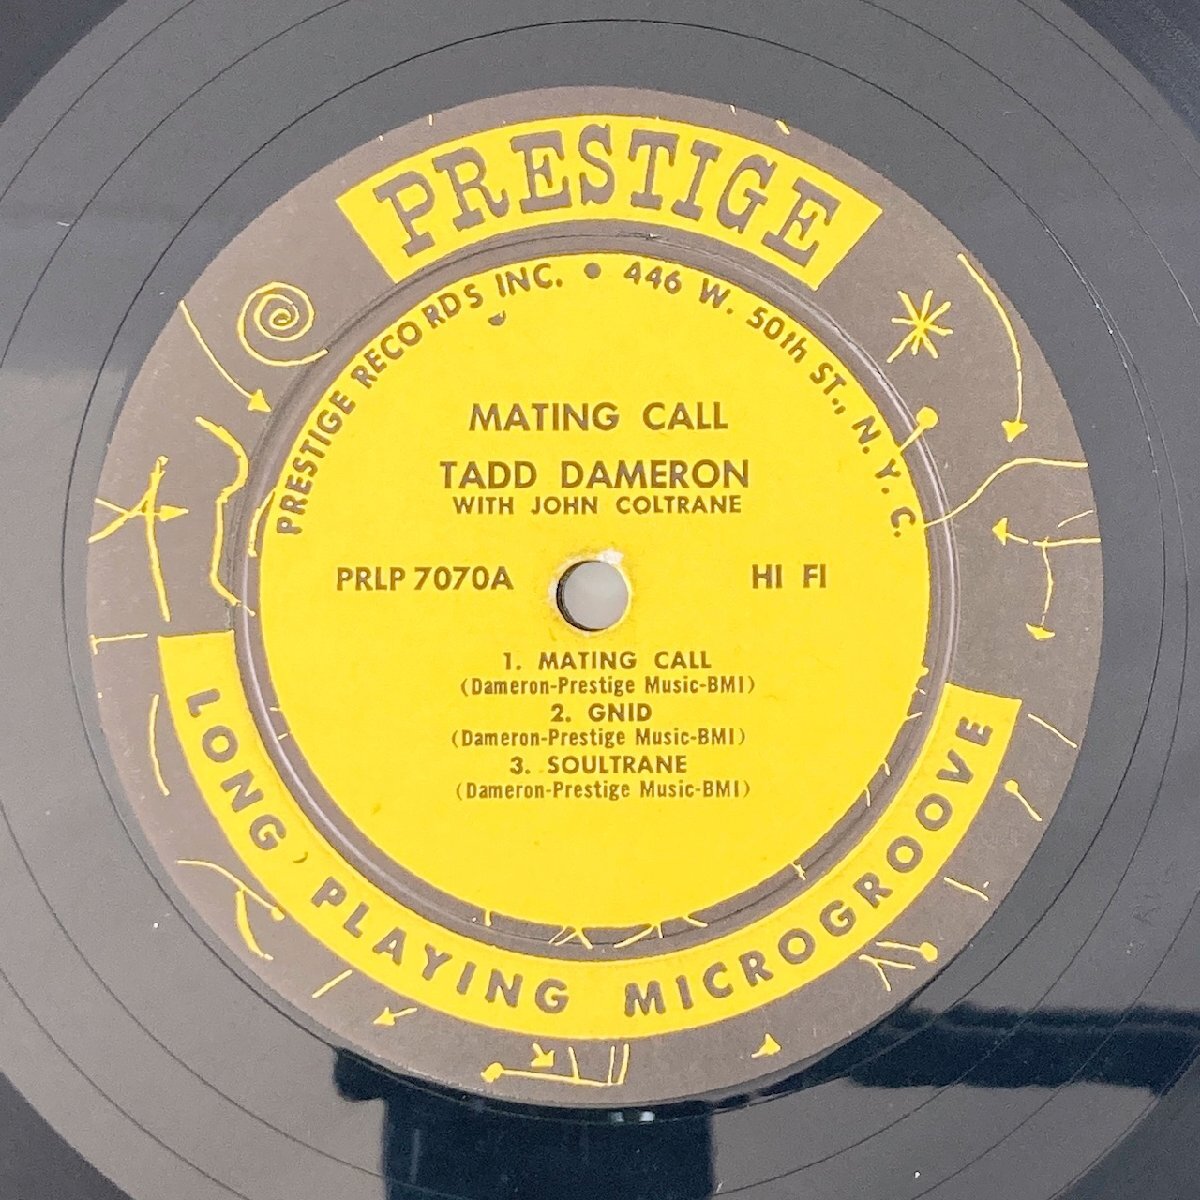 PRESTIGE
PRESTIGE RECORDS INC. • 446 W. 50th ST., N.Y.C.
MATING CALL
TADD DAMERON
WITH JOHN COLTRANE
PRLP 7070A HI FI
1. MATING CALL
(Dameron-Prestige Music-BMI)
2. GNID
(Dameron-Prestige Music-BMI)
3. SOULTRANE
(Dameron-Prestige Music-BMI)
LONG PLAYING MICROGROOVE